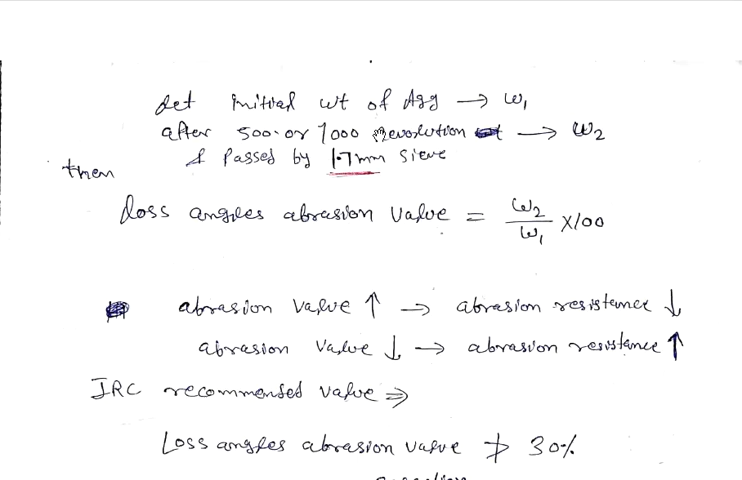 Let initial wt of Agg → w₁
after 500 or 1000 revolution → w₂
& Passed by 1.7mm sieve
then
Loss angles abrasion value = w₂/w₁ ×100
abrasion value ↑ → abrasion resistance ↓
abrasion value ↓ → abrasion resistance ↑
IRC recommended value ⇒
Loss angles abrasion value ≯ 30%